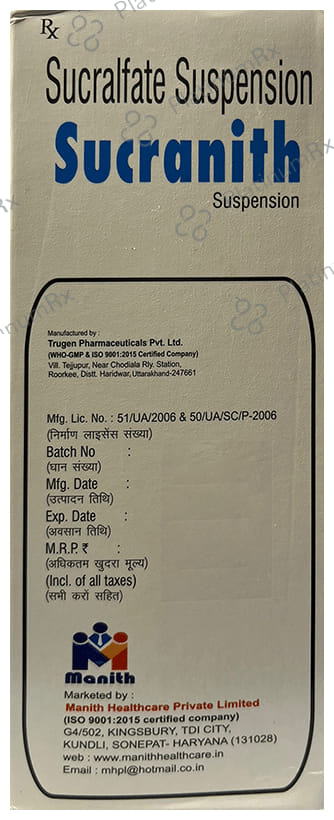 Rx
Sucralfate Suspension
Sucranith
Suspension
Manufactured by :
Trugen Pharmaceuticals Pvt. Ltd.
(WHO-GMP & ISO 9001:2015 Certified Company)
Vill. Tejjupur, Near Chodiala Rly. Station,
Roorkee, Distt. Haridwar, Uttarakhand-247661
Mfg. Lic. No. : 51/UA/2006 & 50/UA/SC/P-2006
(निर्माण लाइसेंस संख्या)
Batch No :
(घान संख्या)
Mfg. Date :
(उत्पादन तिथि)
Exp. Date :
(अवसान तिथि)
M.R.P. ₹ :
(अधिकतम खुदरा मूल्य)
(Incl. of all taxes)
(सभी करों सहित)
Manith
Marketed by :
Manith Healthcare Private Limited
(ISO 9001:2015 certified company)
G4/502, KINGSBURY, TDI CITY,
KUNDLI, SONEPAT- HARYANA (131028)
web : www.manithhealthcare.in
Email : mhpl@hotmail.co.in
PlatinumRx